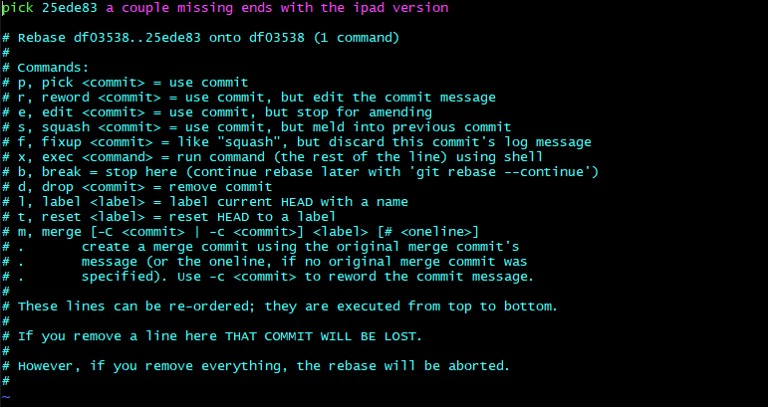 pick 25ede83 a couple missing ends with the ipad version
# Rebase df03538..25ede83 onto df03538 (1 command)
#
# Commands:
# p, pick <commit> = use commit
# r, reword <commit> = use commit, but edit the commit message
# e, edit <commit> = use commit, but stop for amending
# s, squash <commit> = use commit, but meld into previous commit
# f, fixup <commit> = like "squash", but discard this commit's log message
# x, exec <command> = run command (the rest of the line) using shell
# b, break = stop here (continue rebase later with 'git rebase --continue')
# d, drop <commit> = remove commit
# l, label <label> = label current HEAD with a name
# t, reset <label> = reset HEAD to a label
# m, merge [-C <commit> | -c <commit>] <label> [# <oneline>]
# .       create a merge commit using the original merge commit's
# .       message (or the oneline, if no original merge commit was
# .       specified). Use -c <commit> to reword the commit message.
#
# These lines can be re-ordered; they are executed from top to bottom.
#
# If you remove a line here THAT COMMIT WILL BE LOST.
#
# However, if you remove everything, the rebase will be aborted.
#
~